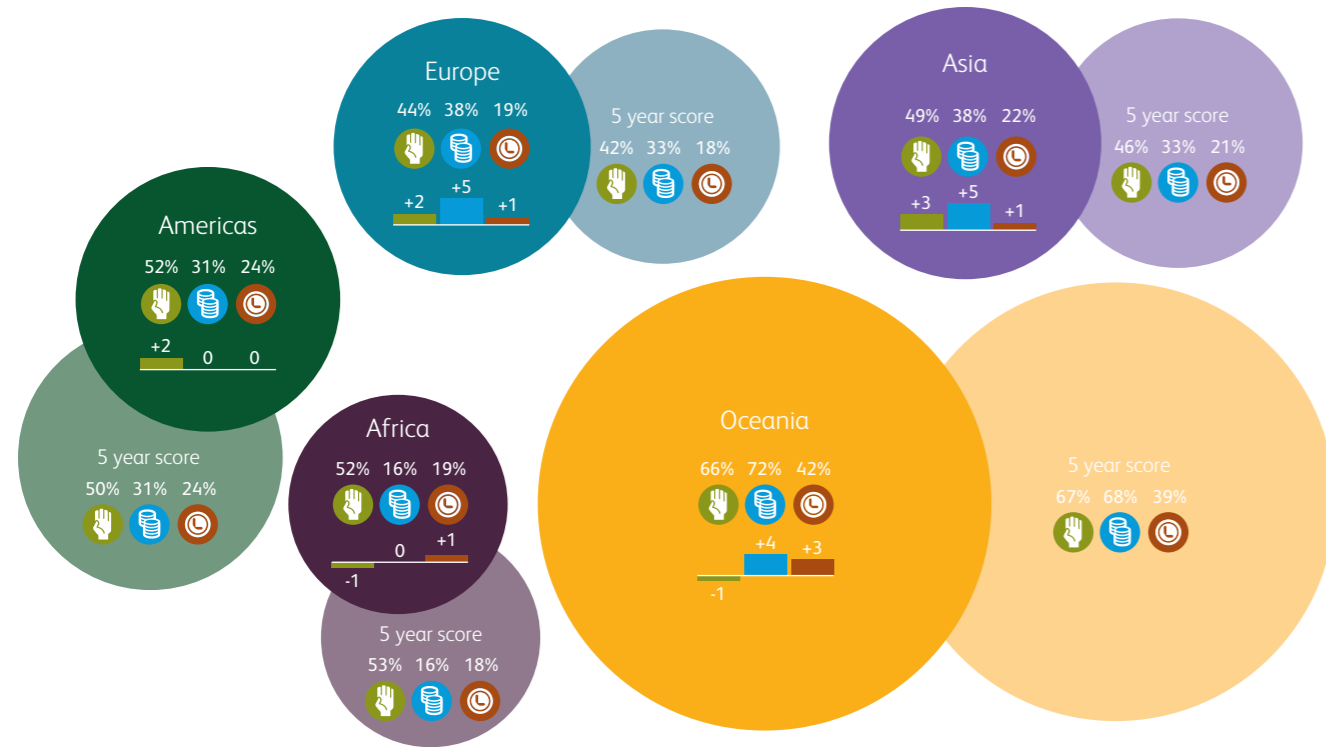 Europe
44% 38% 19%
+2 +5 +1
5 year score
42% 33% 18%
Asia
49% 38% 22%
+3 +5 +1
5 year score
46% 33% 21%
Americas
52% 31% 24%
+2 0 0
5 year score
50% 31% 24%
Africa
52% 16% 19%
-1 0 +1
5 year score
53% 16% 18%
Oceania
66% 72% 42%
-1 +4 +3
5 year score
67% 68% 39%